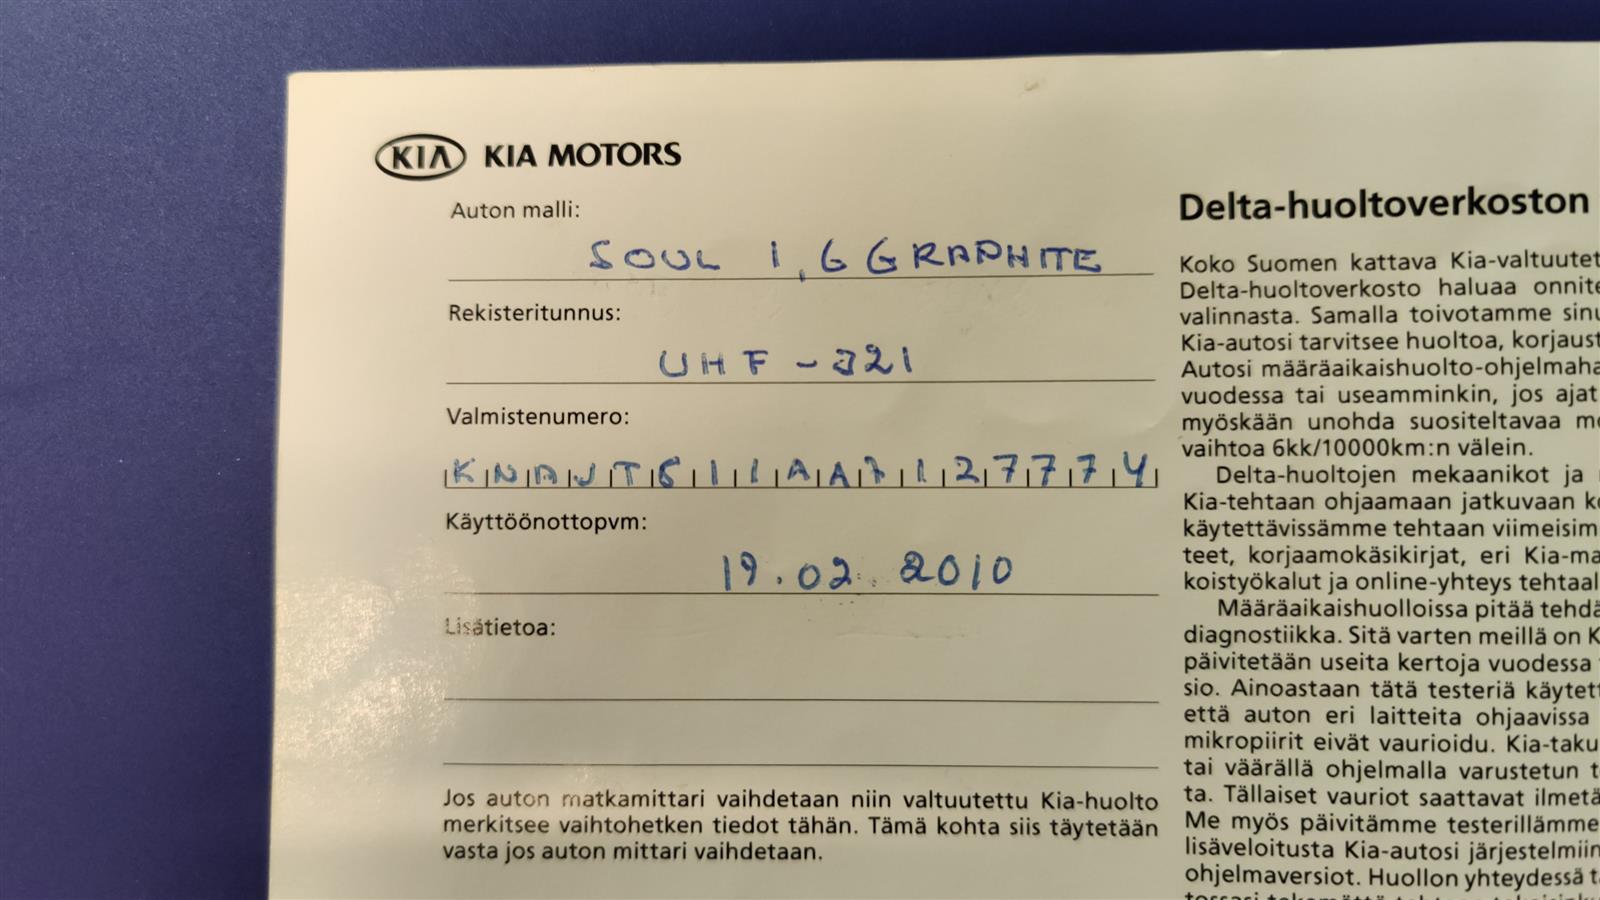 KIA KIA MOTORS
Auton malli:
SOUL 1,6 GRAPHITE
Rekisteritunnus:
UHF-321
Valmistenumero:
KNAJT611AA7127774
Käyttöönottopvm:
19.02.2010
Lisätietoa:
Jos auton matkamittari vaihdetaan niin valtuutettu Kia-huolto
merkitsee vaihtohetken tiedot tähän. Tämä kohta siis täytetään
vasta jos auton mittari vaihdetaan.
Delta-huoltoverkoston
Koko Suomen kattava Kia-valtuutet
Delta-huoltoverkosto haluaa onnite
valinnasta. Samalla toivotamme sinu
Kia-autosi tarvitsee huoltoa, korjaust
Autosi määräaikaishuolto-ohjelmaha
vuodessa tai useamminkin, jos ajat
myöskään unohda suositeltavaa mo
vaihtoa 6kk/10000km:n välein.
Delta-huoltojen mekaanikot ja
Kia-tehtaan ohjaamaan jatkuvaan ko
käytettävissämme tehtaan viimeisim
teet, korjaamokäsikirjat, eri Kia-ma
koistyökalut ja online-yhteys tehtaal
Määräaikaishuolloissa pitää tehdä
diagnostiikka. Sitä varten meillä on K
päivitetään useita kertoja vuodessa
sio. Ainoastaan tätä testeriä käytett
että auton eri laitteita ohjaavissa
mikropiirit eivät vaurioidu. Kia-taku
tai väärällä ohjelmalla varustetun t
ta. Tällaiset vauriot saattavat ilmetä
Me myös päivitämme testerillämme
lisäveloitusta Kia-autosi järjestelmiin
ohjelmaversiot. Huollon yhteydessä ta